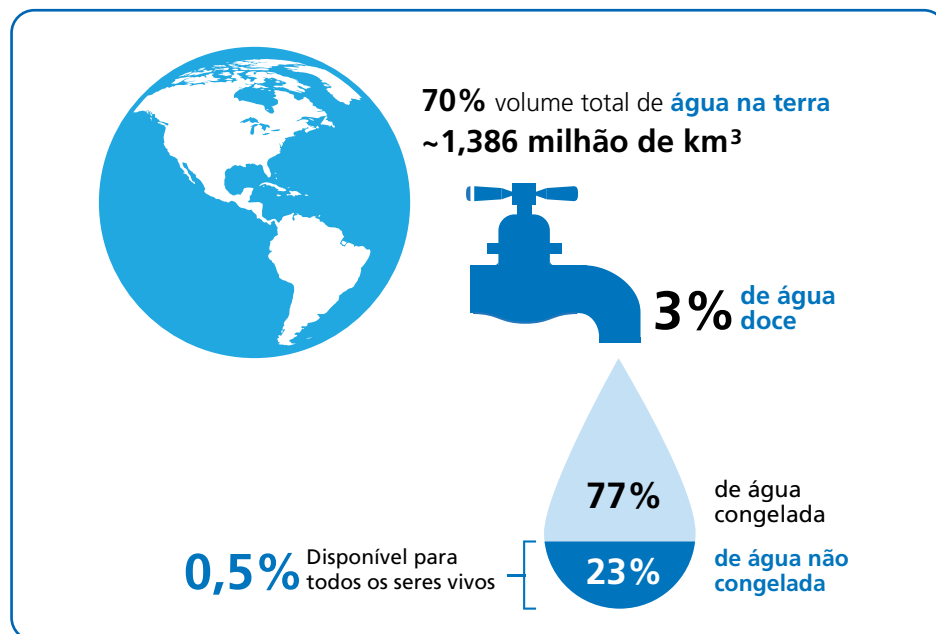 70% volume total de água na terra
~1,386 milhão de km³
3% de água
doce
77%
de água
congelada
0,5% Disponível para
todos os seres vivos
23%
de água não
congelada